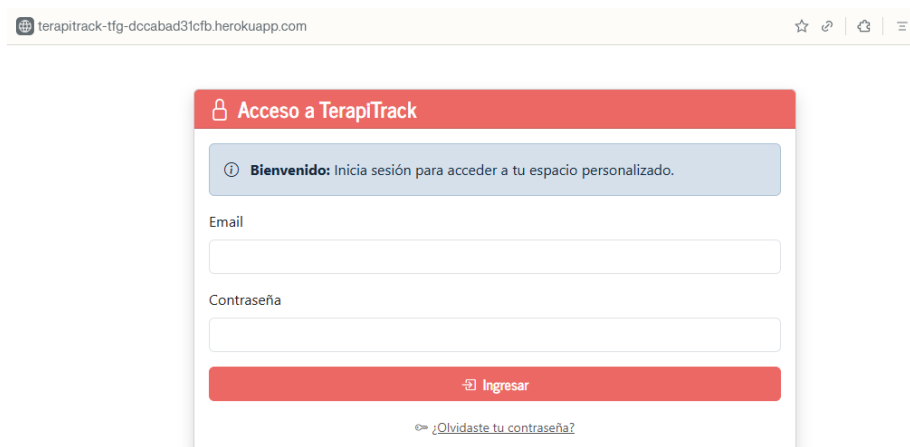 terapitrack-tfg-dccabad31cfb.herokuapp.com
Acceso a TerapiTrack
Bienvenido: Inicia sesión para acceder a tu espacio personalizado.
Email
Contraseña
Ingresar
¿Olvidaste tu contraseña?